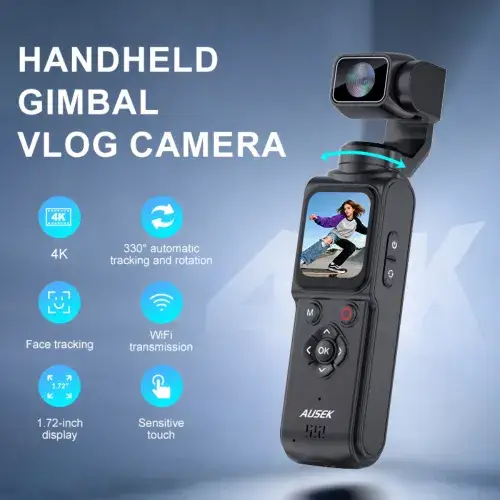 HANDHELD
GIMBAL
VLOG CAMERA
4K
4K
330° automatic
tracking and rotation
Face tracking
WiFi
transmission
1.72"
1.72-inch
display
Sensitive
touch
M
OK
AUSEK
4K